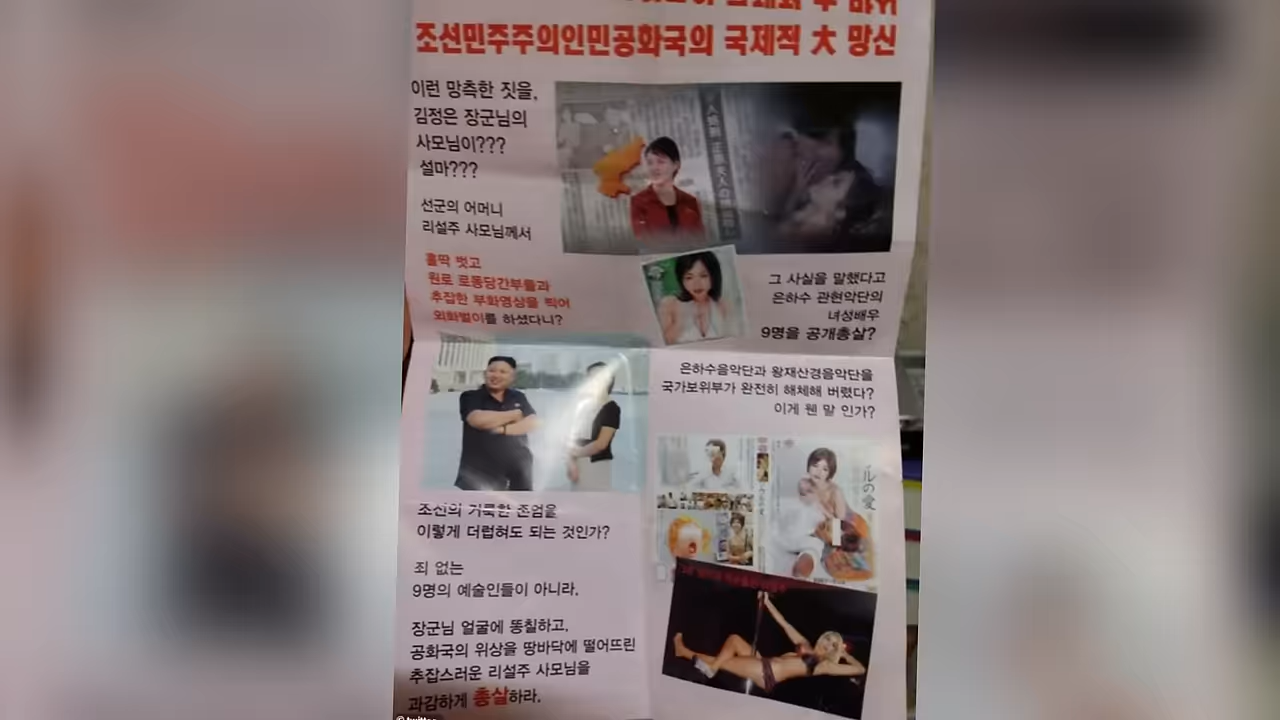 조선민주주의인민공화국의 국제적 大 망신
이런 망측한 짓을,
김정은 장군님의
사모님이???
설마???
선군의 어머니
리설주 사모님께서
홀딱 벗고
원로 로동당간부들과
추잡한 부화영상을 찍어
외화벌이를 하셨다니?
그 사실을 말했다고
은하수 관현악단의
녀성배우
9명을 공개총살?
은하수음악단과 왕재산경음악단을
국가보위부가 완전히 해체해 버렸다?
이게 웬 말 인가?
조선의 거룩한 존엄을
이렇게 더럽혀도 되는 것인가?
죄 없는
9명의 예술인들이 아니라,
장군님 얼굴에 똥칠하고,
공화국의 위상을 땅바닥에 떨어뜨린
추잡스러운 리설주 사모님을
과감하게 총살하라.
ルの愛
© twitter